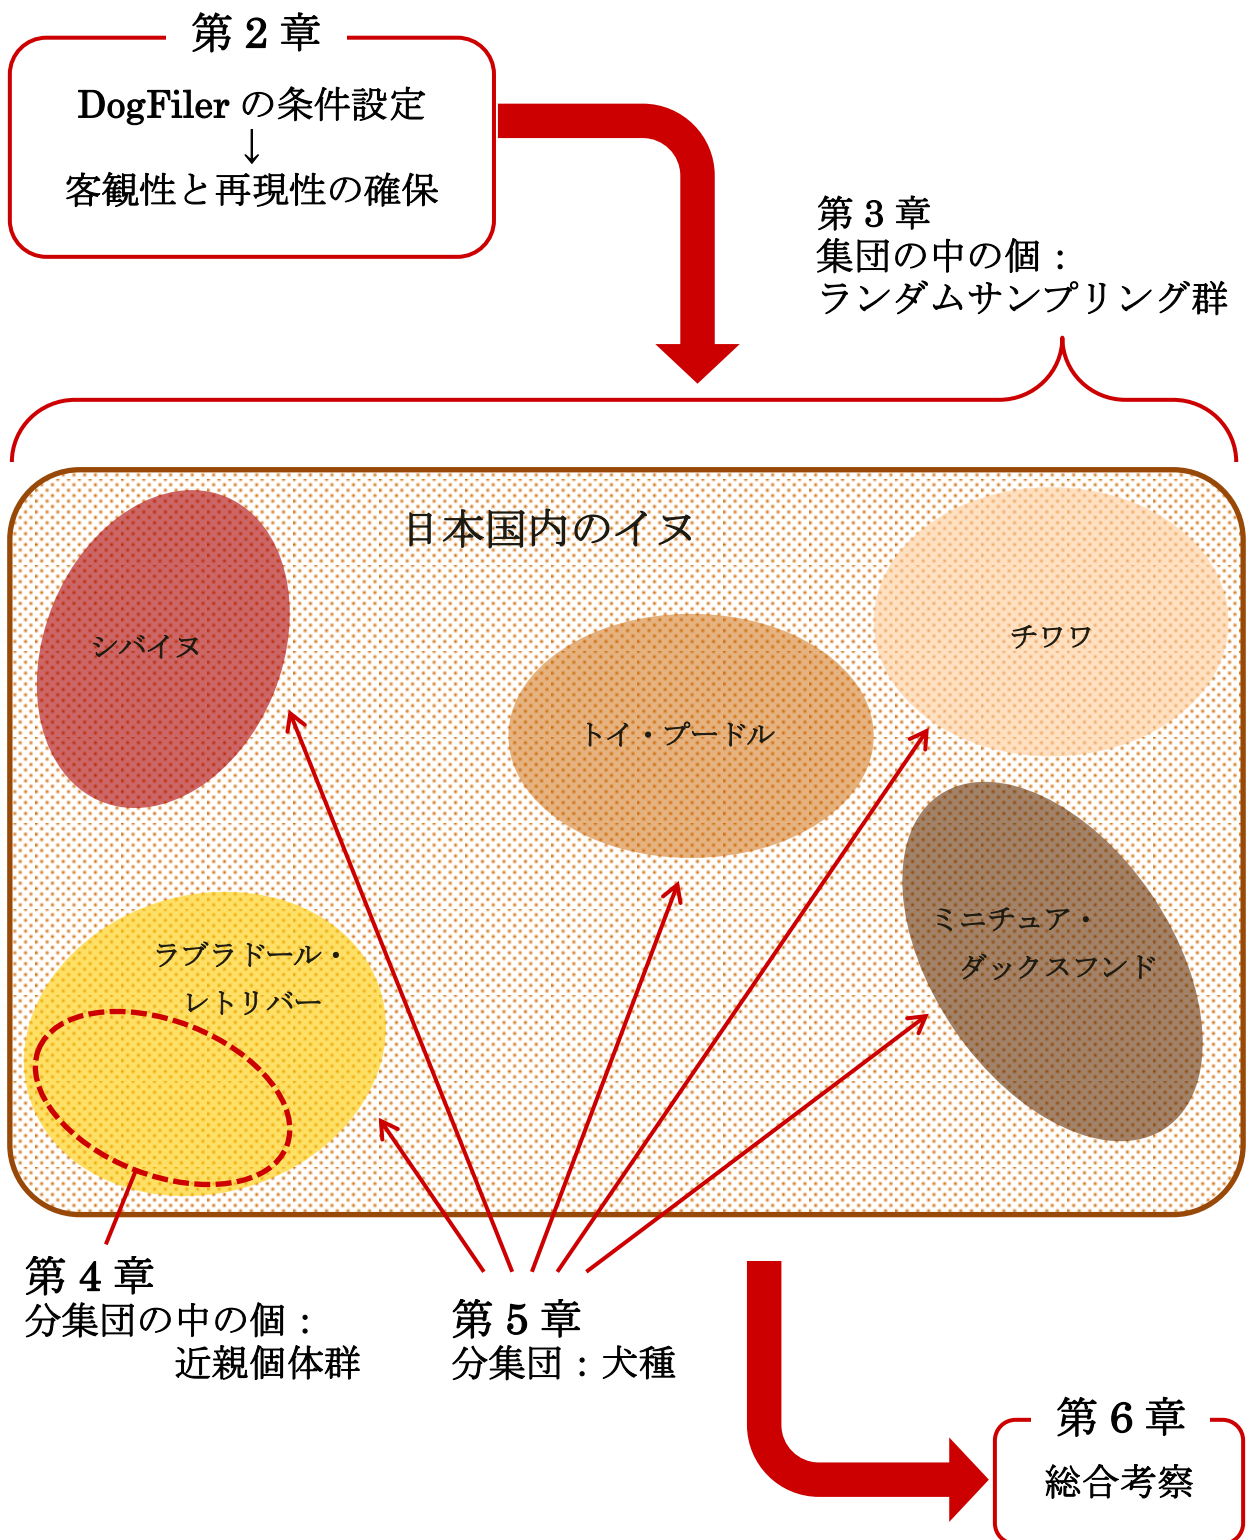 第 2 章
DogFiler の条件設定
↓
客観性と再現性の確保
第 3 章
集団の中の個：
ランダムサンプリング群
日本国内のイヌ
シバイヌ
チワワ
トイ・プードル
ミニチュア・
ダックスフンド
ラブラドール・
レトリバー
第 4 章
分集団の中の個：
近親個体群
第 5 章
分集団：犬種
第 6 章
総合考察